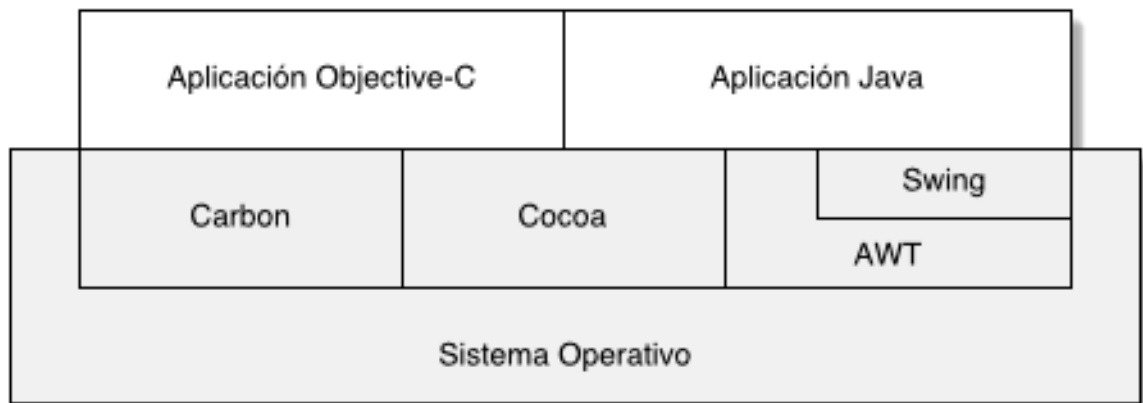 Aplicación Objective-C
Aplicación Java
Carbon
Cocoa
Swing
AWT
Sistema Operativo